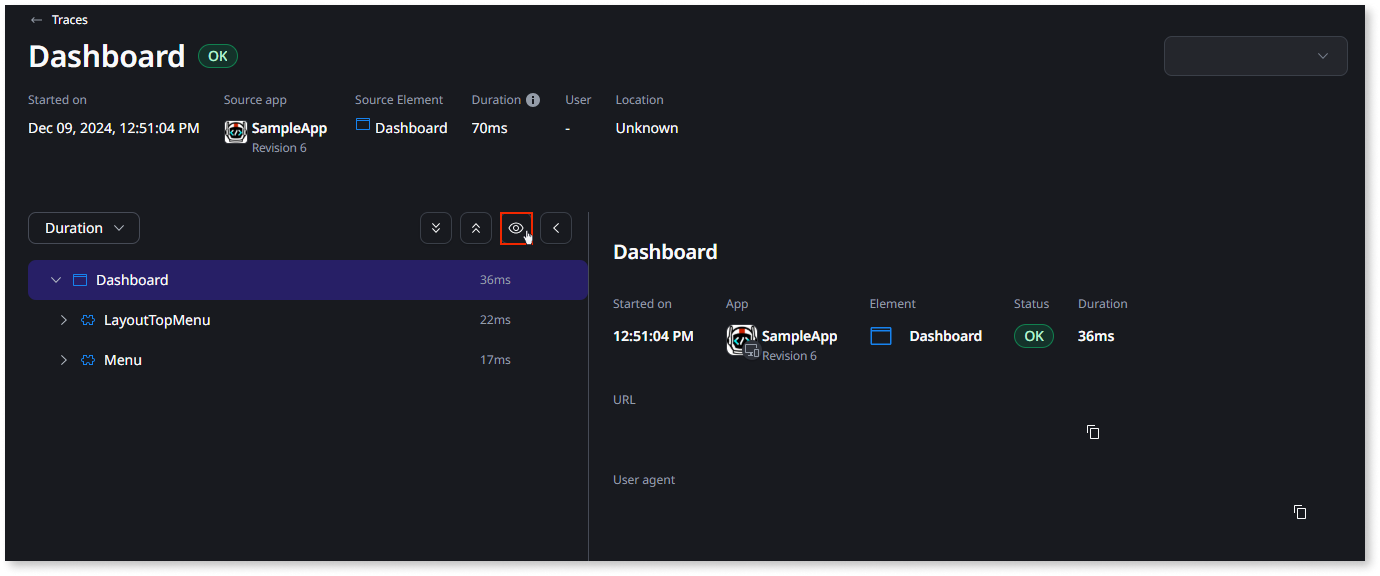 ← Traces
Dashboard OK
Started on Source app Source Element Duration User Location
Dec 09, 2024, 12:51:04 PM SampleApp Dashboard 70ms - Unknown
Revision 6
Duration
Dashboard
Dashboard 36ms
Started on App Element Status Duration
LayoutTopMenu 22ms
12:51:04 PM SampleApp Dashboard OK 36ms
Revision 6
Menu 17ms
URL
User agent